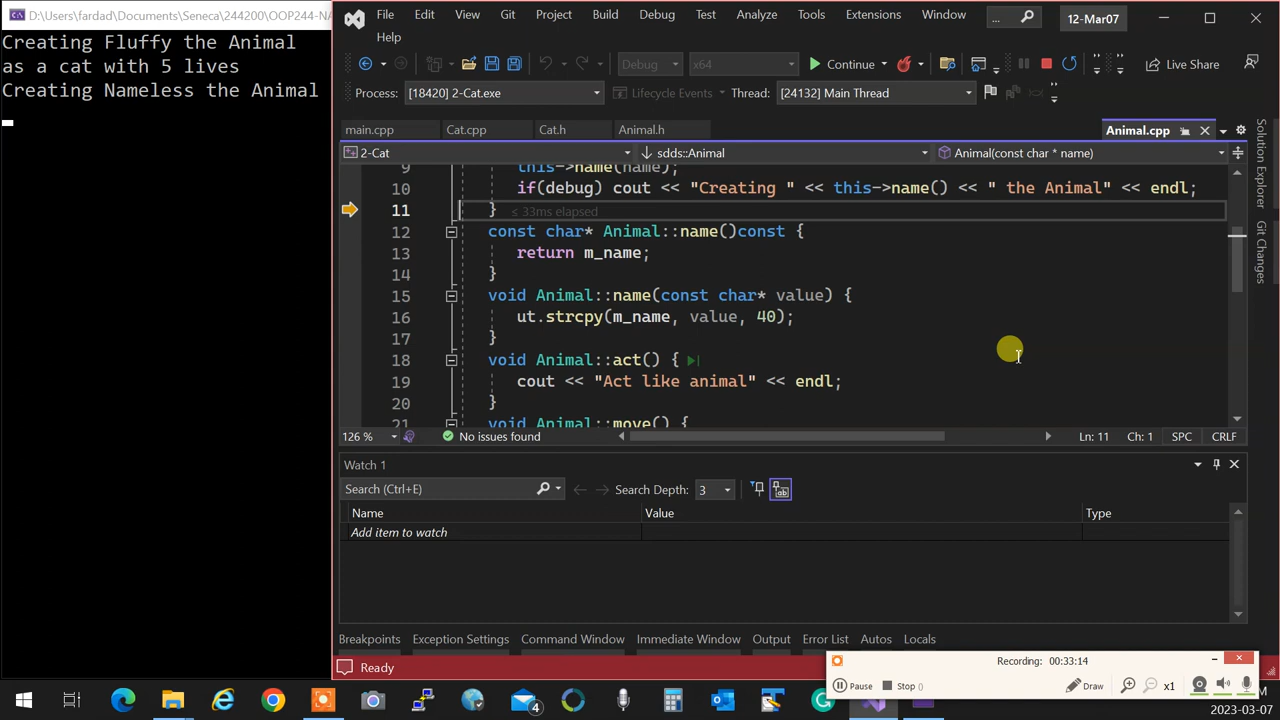 D:\Users\fardad\Documents\Seneca\244200\OOP244-NA
Creating Fluffy the Animal
as a cat with 5 lives
Creating Nameless the Animal
File Edit View Git Project Build Debug Test Analyze Tools Extensions Window ... 12-Mar07
Help
Debug x64 Continue Live Share
Process: [18420] 2-Cat.exe Lifecycle Events Thread: [24132] Main Thread
main.cpp Cat.cpp Cat.h Animal.h Animal.cpp
2-Cat sdds::Animal Animal(const char * name)
9 this->name(name);
10 if(debug) cout << "Creating " << this->name() << " the Animal" << endl;
11 } ≤ 33ms elapsed
12 const char* Animal::name()const {
13 return m_name;
14 }
15 void Animal::name(const char* value) {
16 ut.strcpy(m_name, value, 40);
17 }
18 void Animal::act() {
19 cout << "Act like animal" << endl;
20 }
21 void Animal::move() {
126 % No issues found Ln: 11 Ch: 1 SPC CRLF
Solution Explorer
Git Changes
Watch 1
Search (Ctrl+E) Search Depth: 3
Name Value Type
Add item to watch
Breakpoints Exception Settings Command Window Immediate Window Output Error List Autos Locals
Ready
Recording: 00:33:14
Pause Stop () Draw x1
4
2023-03-07